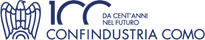 100 DA CENT'ANNI
NEL FUTURO
CONFINDUSTRIA COMO